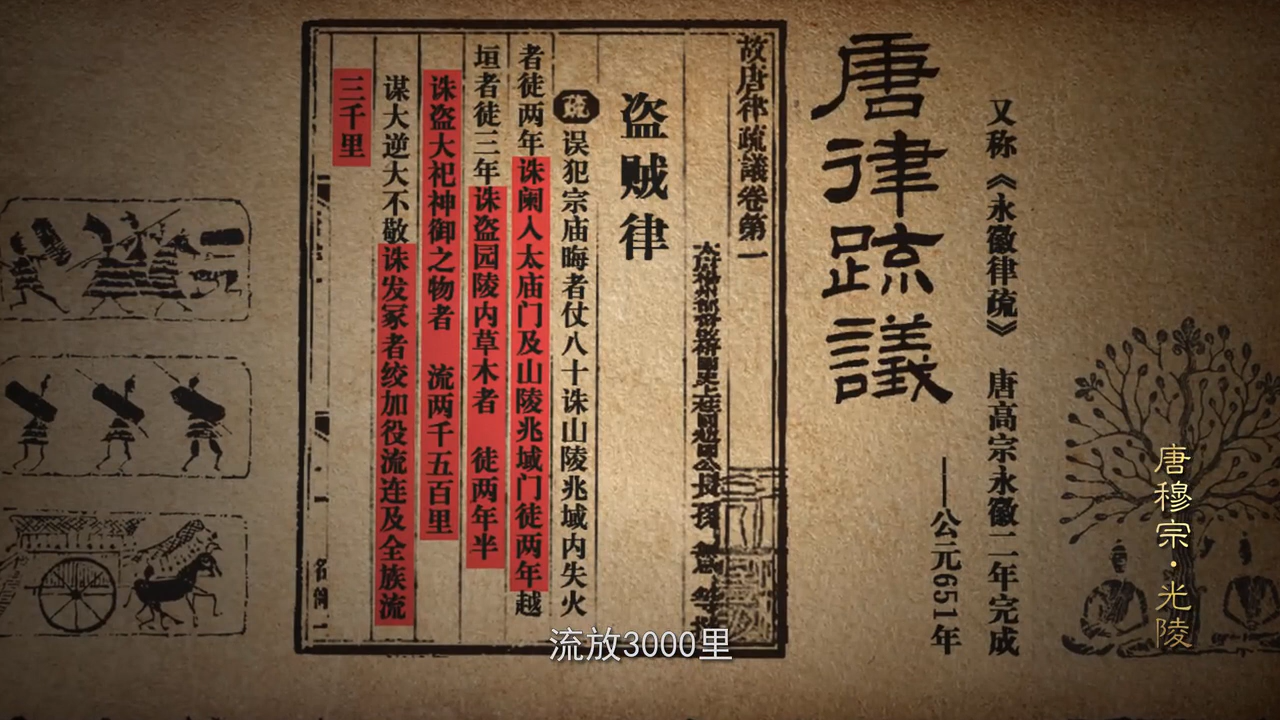 又称《永徽律疏》 唐高宗永徽二年完成
——公元651年
唐律疏議
故唐律疏議卷第一
盗贼律
疏 误犯宗庙晦者仗八十诛山陵兆域内失火
者徒两年诛阑入太庙门及山陵兆域门徒两年越
垣者徒三年诛盗园陵内草木者 徒两年半
诛盗大祀神御之物者 流两千五百里
谋大逆大不敬诛发冢者绞加役流连及全族流
三千里
唐穆宗·光陵
流放3000里